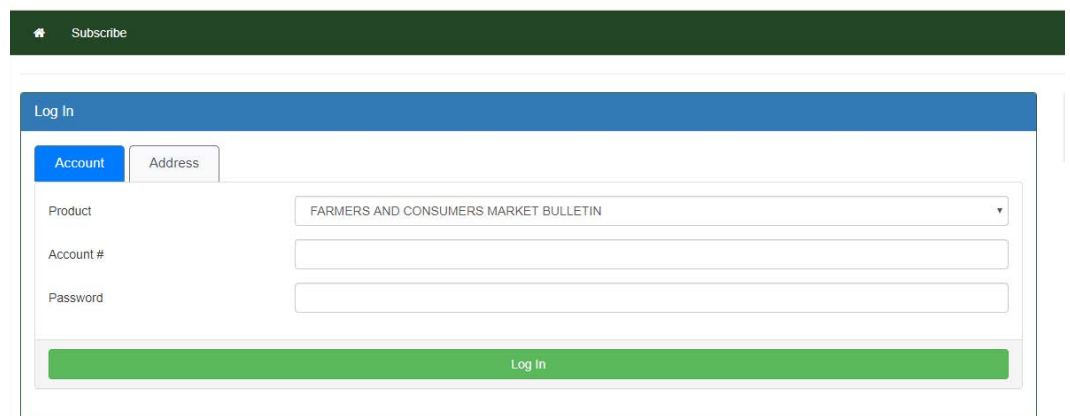 Subscribe
Log In
Account Address
Product FARMERS AND CONSUMERS MARKET BULLETIN
Account #
Password
Log In